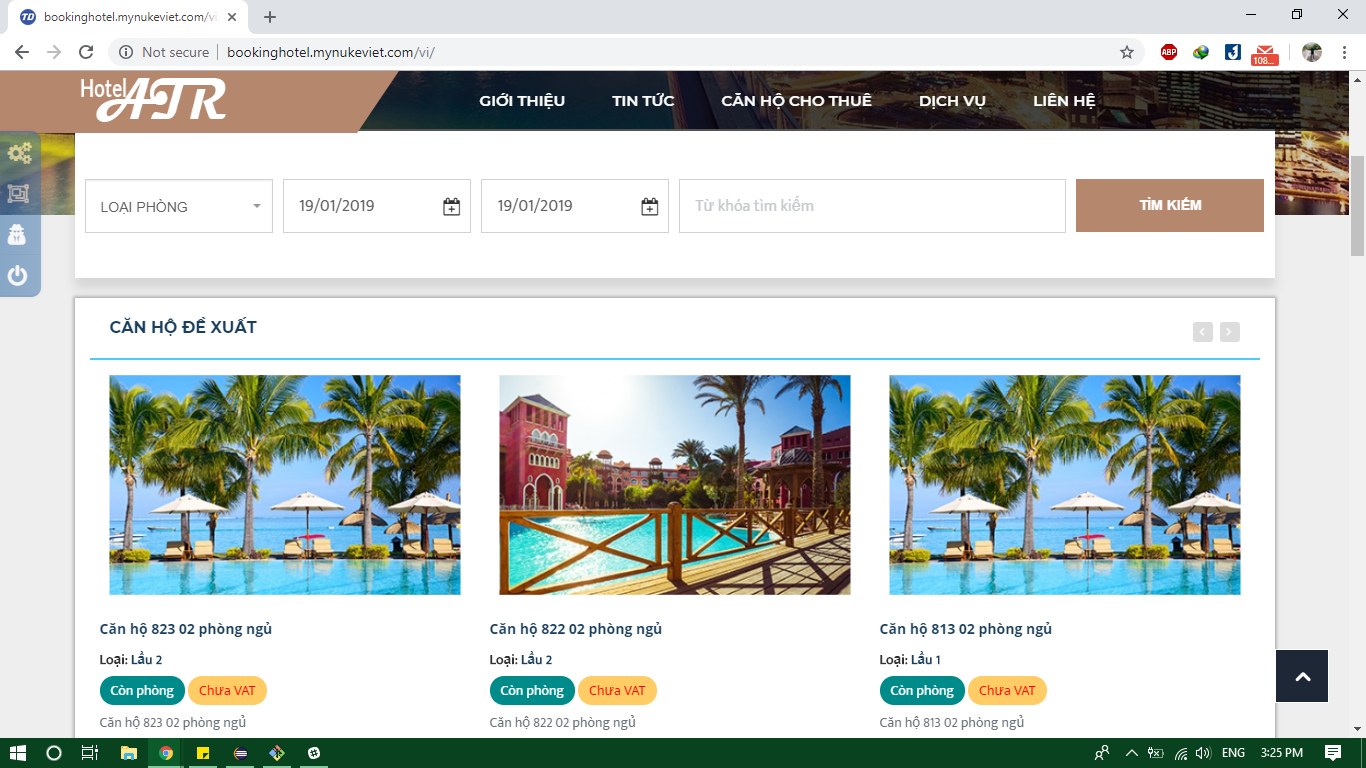 bookinghotel.mynukeviet.com/vi
Not secure
bookinghotel.mynukeviet.com/vi/
ABP
108...
Hotel ATR
GIỚI THIỆU
TIN TỨC
CĂN HỘ CHO THUÊ
DỊCH VỤ
LIÊN HỆ
LOẠI PHÒNG
19/01/2019
19/01/2019
Từ khóa tìm kiếm
TÌM KIẾM
CĂN HỘ ĐỀ XUẤT
Căn hộ 823 02 phòng ngủ
Loại: Lầu 2
Còn phòng
Chưa VAT
Căn hộ 823 02 phòng ngủ
Căn hộ 822 02 phòng ngủ
Loại: Lầu 2
Còn phòng
Chưa VAT
Căn hộ 822 02 phòng ngủ
Căn hộ 813 02 phòng ngủ
Loại: Lầu 1
Còn phòng
Chưa VAT
Căn hộ 813 02 phòng ngủ
ENG
3:25 PM